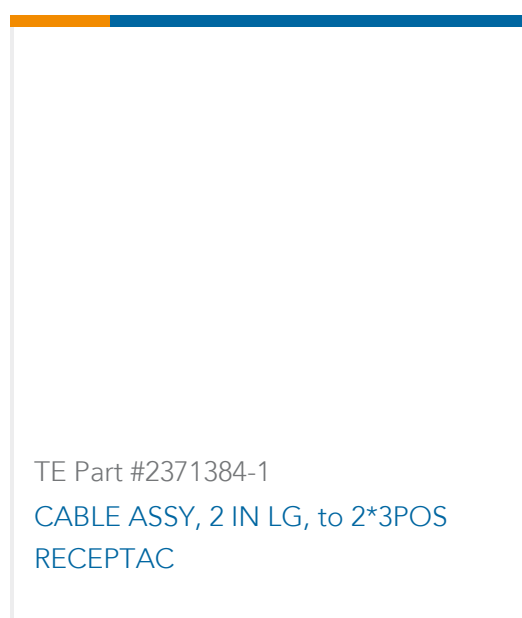 TE Part #2371384-1
CABLE ASSY, 2 IN LG, to 2*3POS
RECEPTAC